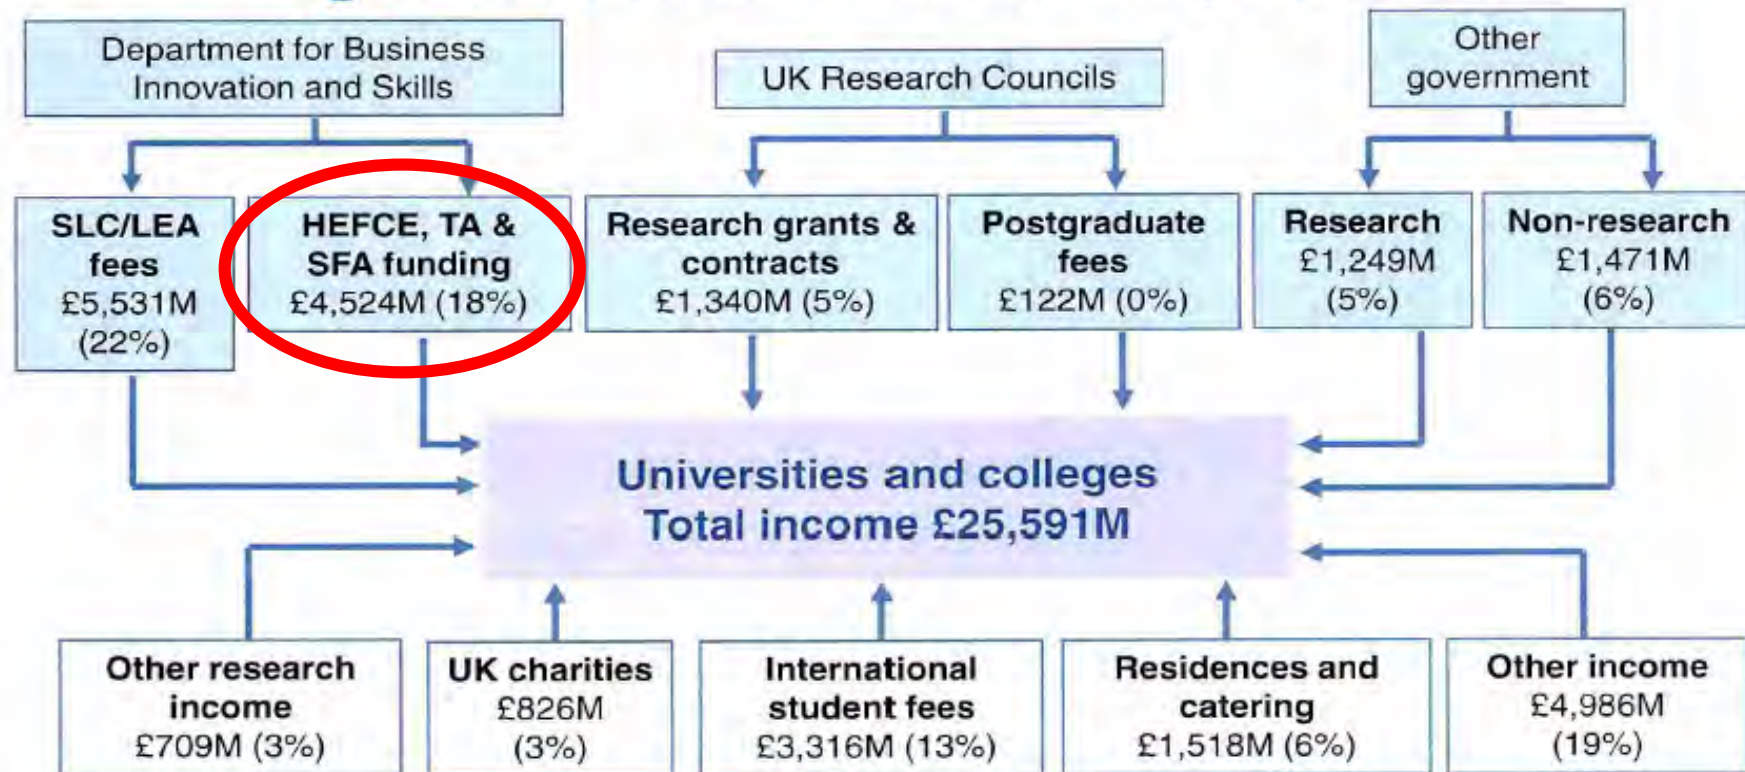 Department for Business
Innovation and Skills
UK Research Councils
Other
government
SLC/LEA
fees
£5,531M
(22%)
HEFCE, TA &
SFA funding
£4,524M (18%)
Research grants &
contracts
£1,340M (5%)
Postgraduate
fees
£122M (0%)
Research
£1,249M
(5%)
Non-research
£1,471M
(6%)
Universities and colleges
Total income £25,591M
Other research
income
£709M (3%)
UK charities
£826M
(3%)
International
student fees
£3,316M (13%)
Residences and
catering
£1,518M (6%)
Other income
£4,986M
(19%)